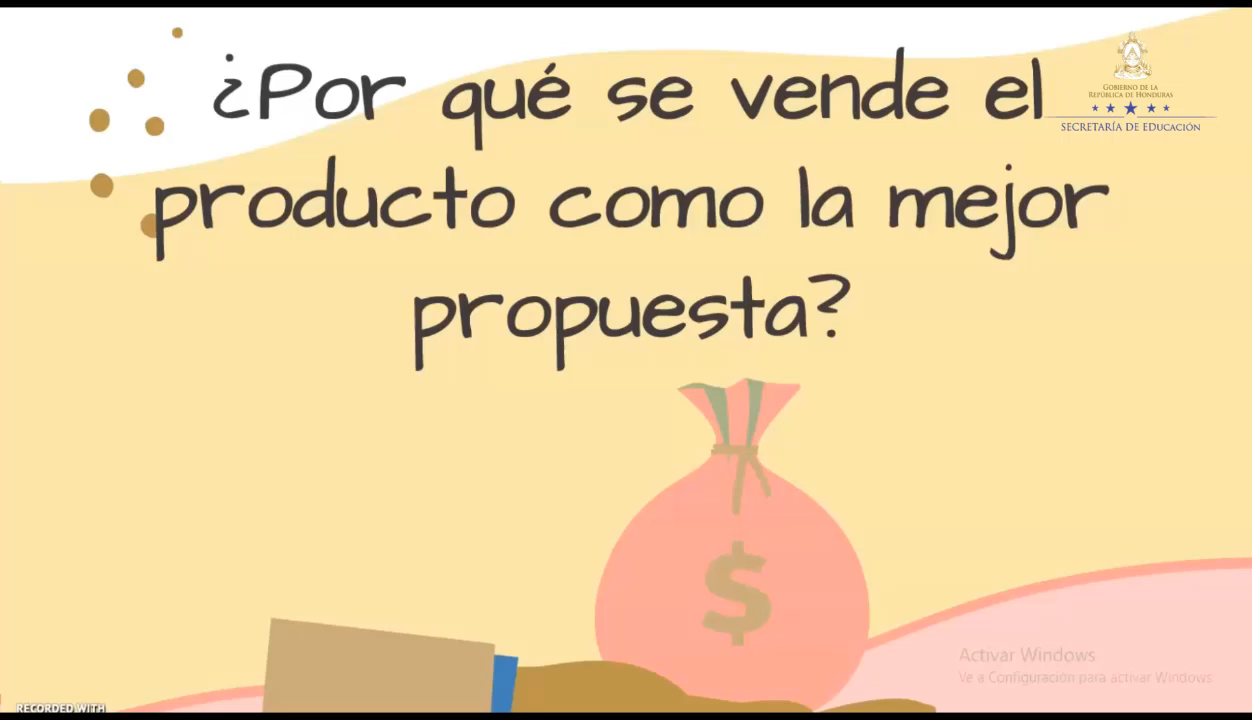 ¿Por qué se vende el
producto como la mejor
propuesta?
GOBIERNO DE LA
REPÚBLICA DE HONDURAS
SECRETARÍA DE EDUCACIÓN
$
Activar Windows
Ve a Configuración para activar Windows.
RECORDED WITH